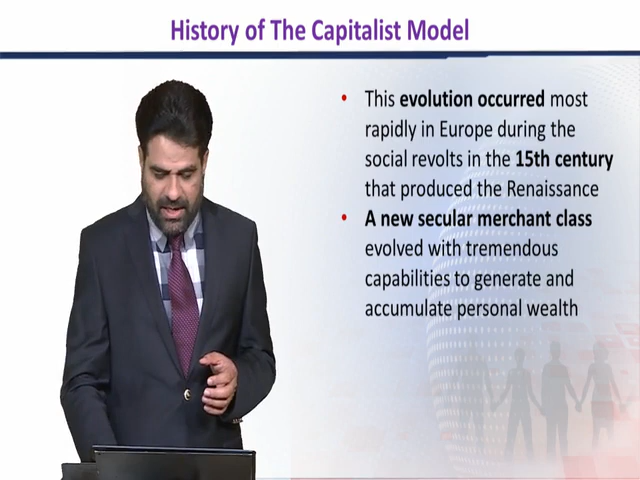 History of The Capitalist Model
• This evolution occurred most
rapidly in Europe during the
social revolts in the 15th century
that produced the Renaissance
• A new secular merchant class
evolved with tremendous
capabilities to generate and
accumulate personal wealth